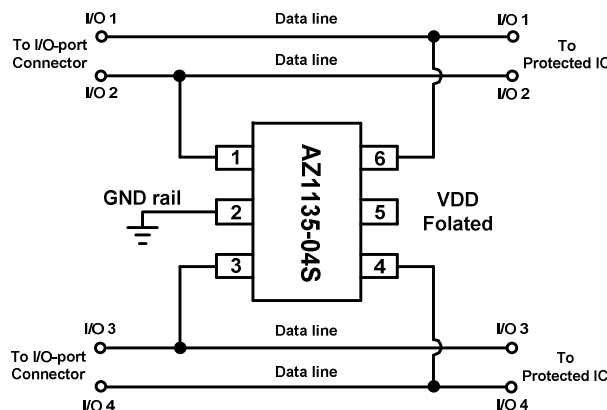 I/O 1
Data line
I/O 1
To I/O-port
Connector
To
Protected IC
Data line
I/O 2
I/O 2
1
6
AZ1135-04S
GND rail
2
5
VDD
Folated
3
4
I/O 3
Data line
I/O 3
To I/O-port
Connector
To
Protected IC
Data line
I/O 4
I/O 4